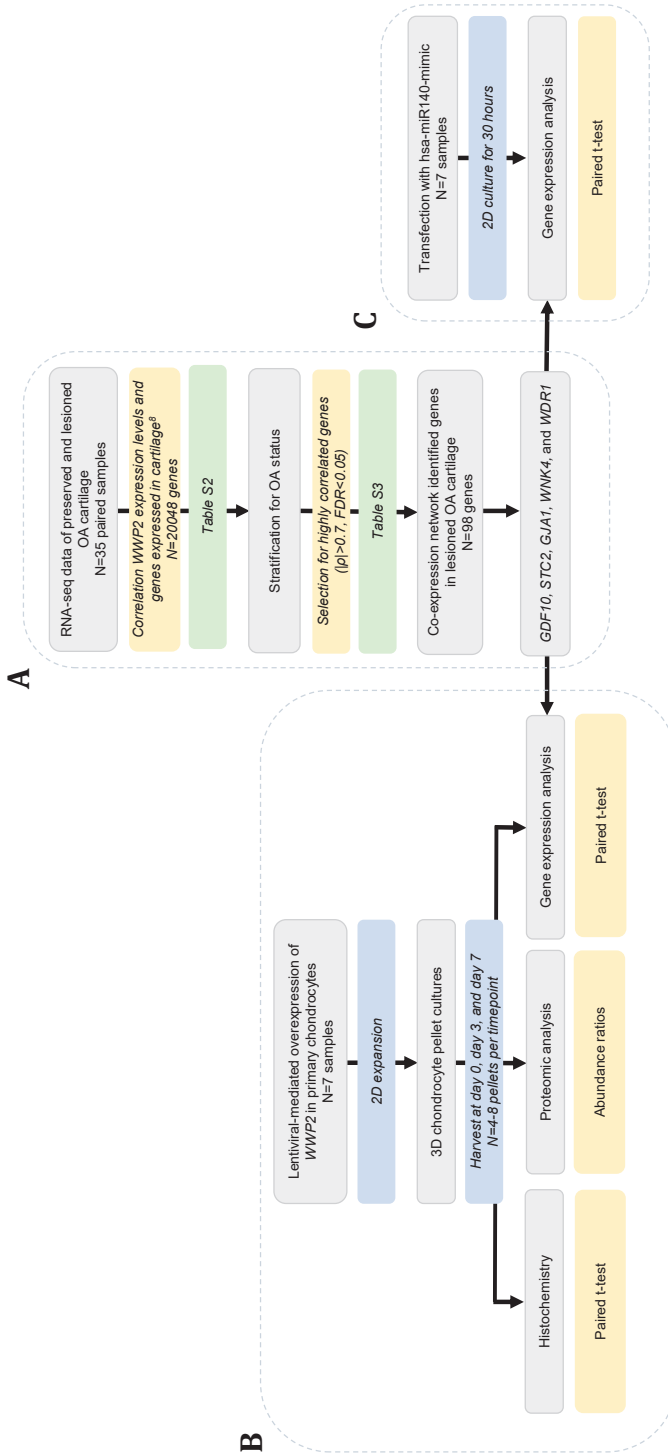 A
RNA-seq data of preserved and lesioned
OA cartilage
N=35 paired samples
Correlation WWP2 expression levels and
genes expressed in cartilage⁸
N=20048 genes
Table S2
Stratification for OA status
Selection for highly correlated genes
(|ρ|>0.7, FDR<0.05)
Table S3
Co-expression network identified genes
in lesioned OA cartilage
N=98 genes
GDF10, STC2, GJA1, WNK4, and WDR1
B
Lentiviral-mediated overexpression of
WWP2 in primary chondrocytes
N=7 samples
2D expansion
3D chondrocyte pellet cultures
Harvest at day 0, day 3, and day 7
N=4-8 pellets per timepoint
Histochemistry
Paired t-test
Proteomic analysis
Abundance ratios
Gene expression analysis
Paired t-test
C
Transfection with hsa-miR140-mimic
N=7 samples
2D culture for 30 hours
Gene expression analysis
Paired t-test